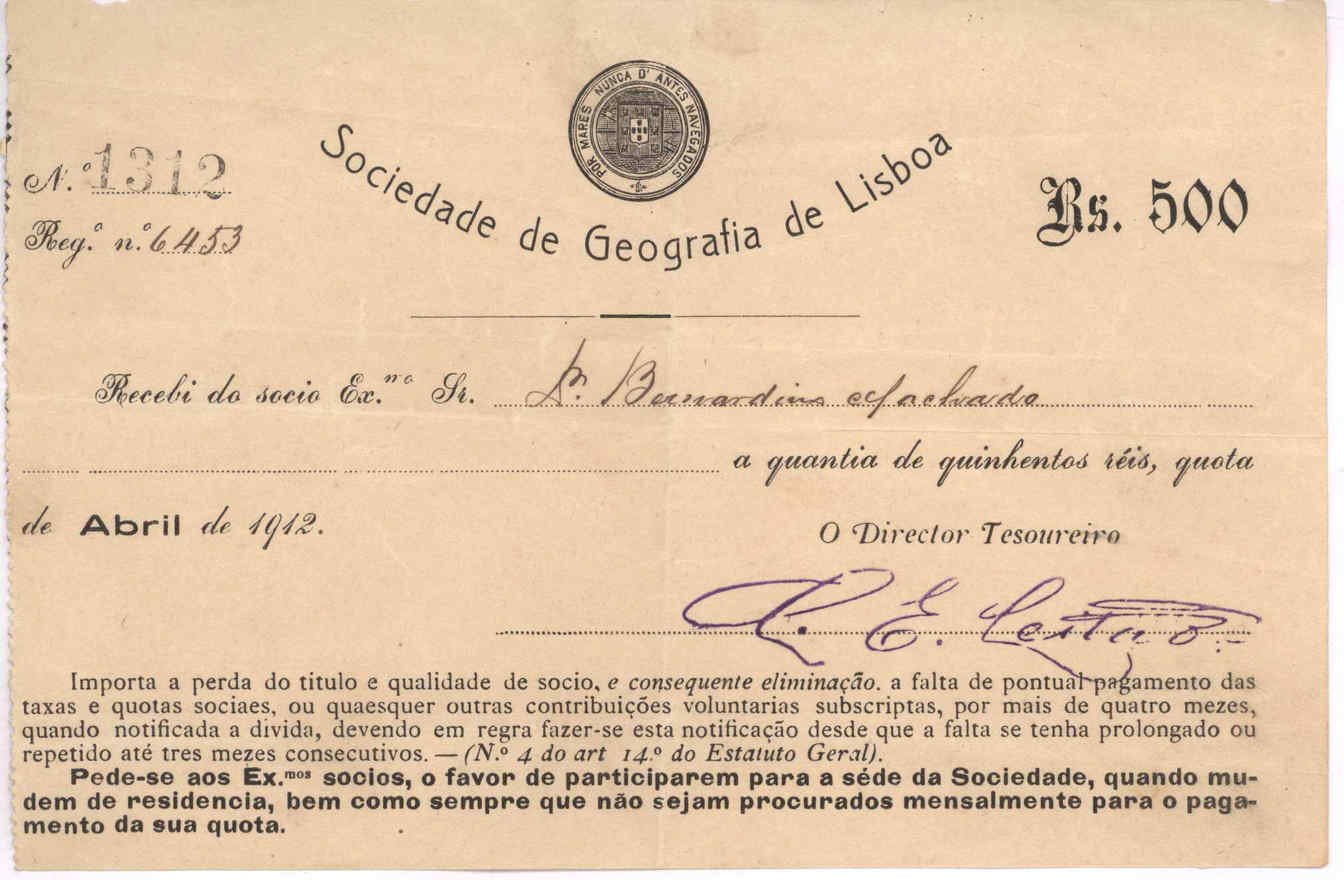 POR MARES NUNCA D' ANTES NAVEGADOS
Sociedade de Geografia de Lisboa
N.º 1312
Reg.º n.º 6453
Rs. 500
Recebi do socio Ex.mo Sr. Dr. Bernardino Machado
a quantia de quinhentos réis, quota
de Abril de 1912.
O Director Tesoureiro
E. Leitão
Importa a perda do titulo e qualidade de socio, e consequente eliminação. a falta de pontual pagamento das
taxas e quotas sociaes, ou quaesquer outras contribuições voluntarias subscriptas, por mais de quatro mezes,
quando notificada a divida, devendo em regra fazer-se esta notificação desde que a falta se tenha prolongado ou
repetido até tres mezes consecutivos. — (N.º 4 do art 14.º do Estatuto Geral).
Pede-se aos Ex.mos socios, o favor de participarem para a séde da Sociedade, quando mu-
dem de residencia, bem como sempre que não sejam procurados mensalmente para o paga-
mento da sua quota.